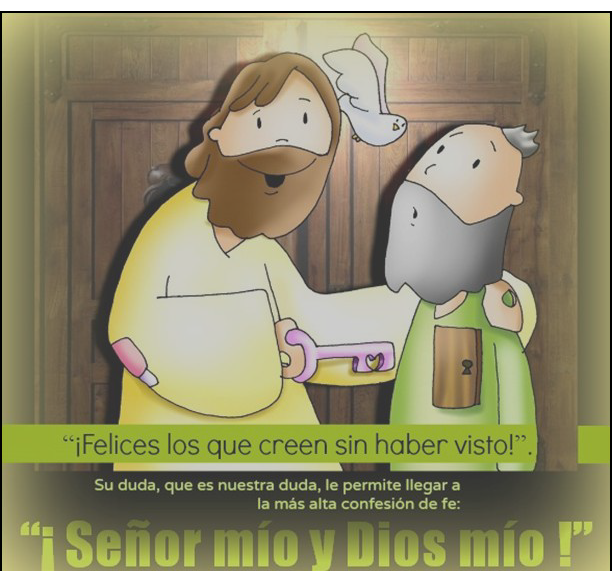 “¡Felices los que creen sin haber visto!”.
Su duda, que es nuestra duda, le permite llegar a
la más alta confesión de fe:
“¡ Señor mío y Dios mío !”